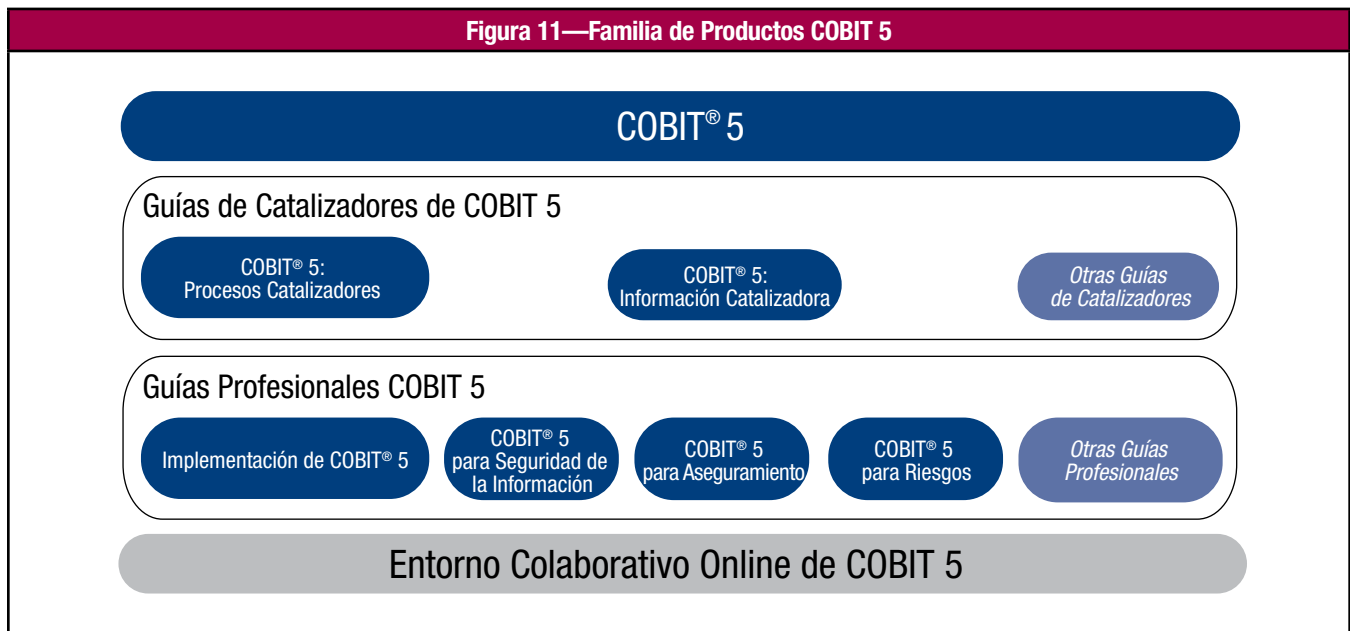 Figura 11—Familia de Productos COBIT 5
COBIT® 5
Guías de Catalizadores de COBIT 5
COBIT® 5:
Procesos Catalizadores
COBIT® 5:
Información Catalizadora
Otras Guías
de Catalizadores
Guías Profesionales COBIT 5
Implementación de COBIT® 5
COBIT® 5
para Seguridad de
la Información
COBIT® 5
para Aseguramiento
COBIT® 5
para Riesgos
Otras Guías
Profesionales
Entorno Colaborativo Online de COBIT 5